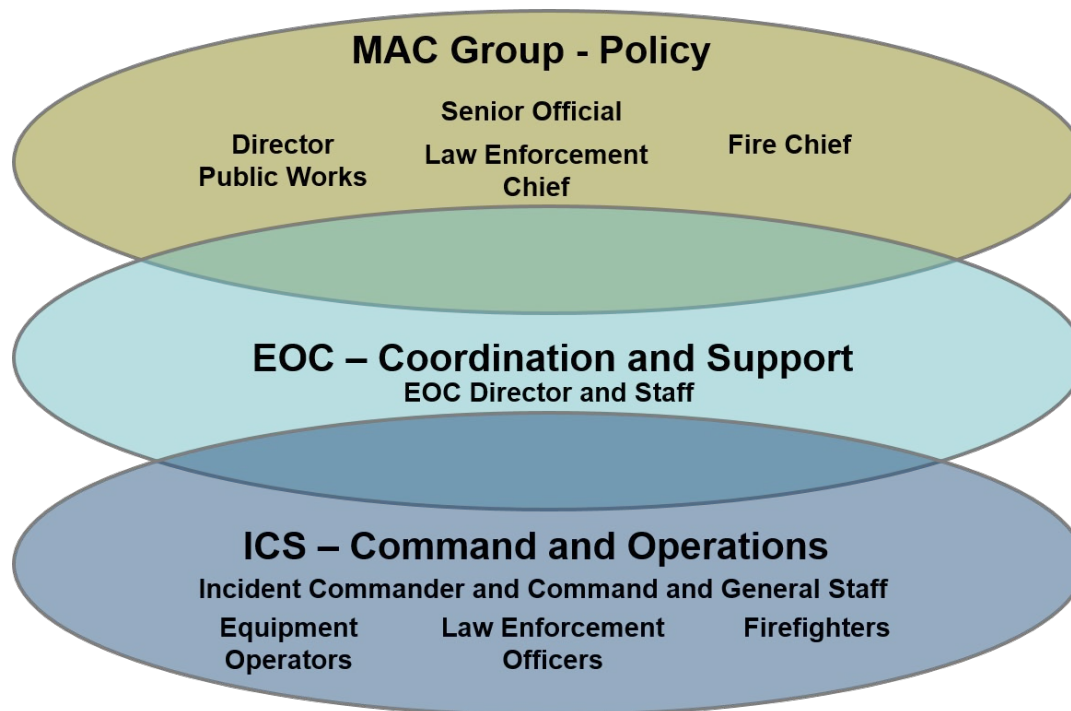 MAC Group - Policy
Senior Official
Director
Public Works
Law Enforcement
Chief
Fire Chief
EOC – Coordination and Support
EOC Director and Staff
ICS – Command and Operations
Incident Commander and Command and General Staff
Equipment
Operators
Law Enforcement
Officers
Firefighters